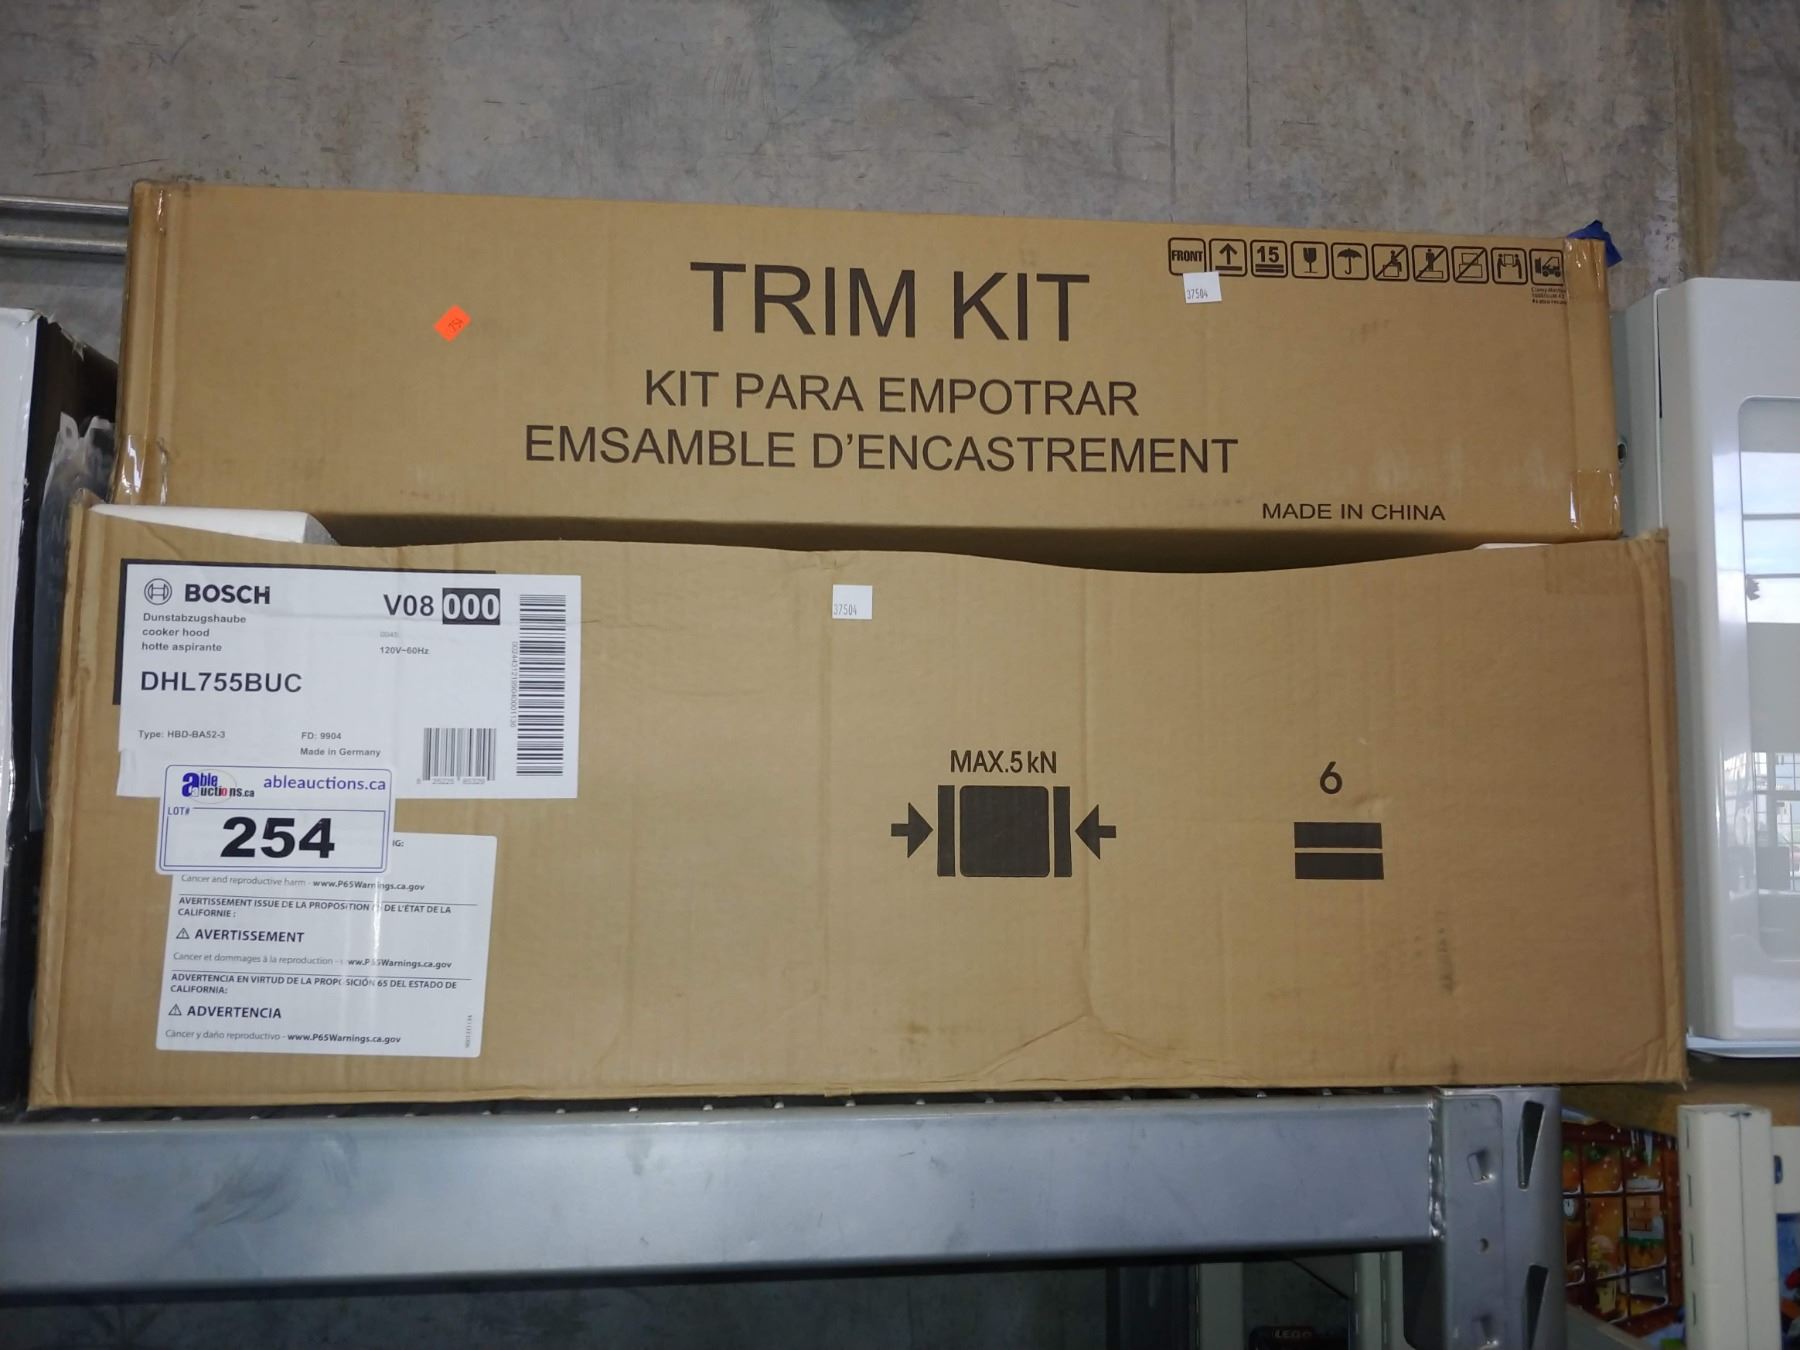 FRONT
15
37504
TRIM KIT
KIT PARA EMPOTRAR
EMSAMBLE D'ENCASTREMENT
MADE IN CHINA
BOSCH
V08 000
Dunstabzugshaube
cooker hood
hotte aspirante
120V~60Hz
DHL755BUC
Type: HBD-BA52-3
FD: 9904
Made in Germany
37504
able auctions.ca
ableauctions.ca
LOT#
254
Cancer and reproductive harm - www.P65Warnings.ca.gov
AVERTISSEMENT ISSUE DE LA PROPOSITION DE L'ÉTAT DE LA
CALIFORNIE :
⚠ AVERTISSEMENT
Cancer et dommages à la reproduction - www.P65Warnings.ca.gov
ADVERTENCIA EN VIRTUD DE LA PROPOSICIÓN 65 DEL ESTADO DE
CALIFORNIA:
⚠ ADVERTENCIA
Cáncer y daño reproductivo - www.P65Warnings.ca.gov
MAX.5 kN
6
LEGO